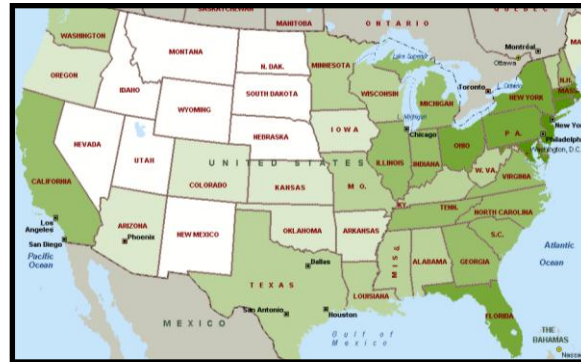 SASKATCHEWAN
MANITOBA
ONTARIO
QUEBEC
WASHINGTON
MONTANA
N. DAK.
MINNESOTA
Lake Superior
Montréal
Ottawa
OREGON
IDAHO
SOUTH DAKOTA
WISCONSIN
Michigan
MICHIGAN
Toronto
L. Ontario
N.H.
MASS.
NEW YORK
WYOMING
IOWA
Chicago
New York
NEBRASKA
NEVADA
UTAH
UNITED STATES
ILLINOIS
INDIANA
OHIO
P A.
Philadelphia
Washington, D.C.
CALIFORNIA
COLORADO
KANSAS
M O.
W. VA.
VIRGINIA
KY.
Los
Angeles
San Diego
ARIZONA
Phoenix
NEW MEXICO
OKLAHOMA
ARKANSAS
TENN.
NORTH CAROLINA
S.C.
Pacific
Ocean
Dallas
MISS.
ALABAMA
GEORGIA
Atlantic
Ocean
TEXAS
LOUISIANA
San Antonio
Houston
FLORIDA
MEXICO
Gulf of
Mexico
THE
BAHAMAS
Nassau